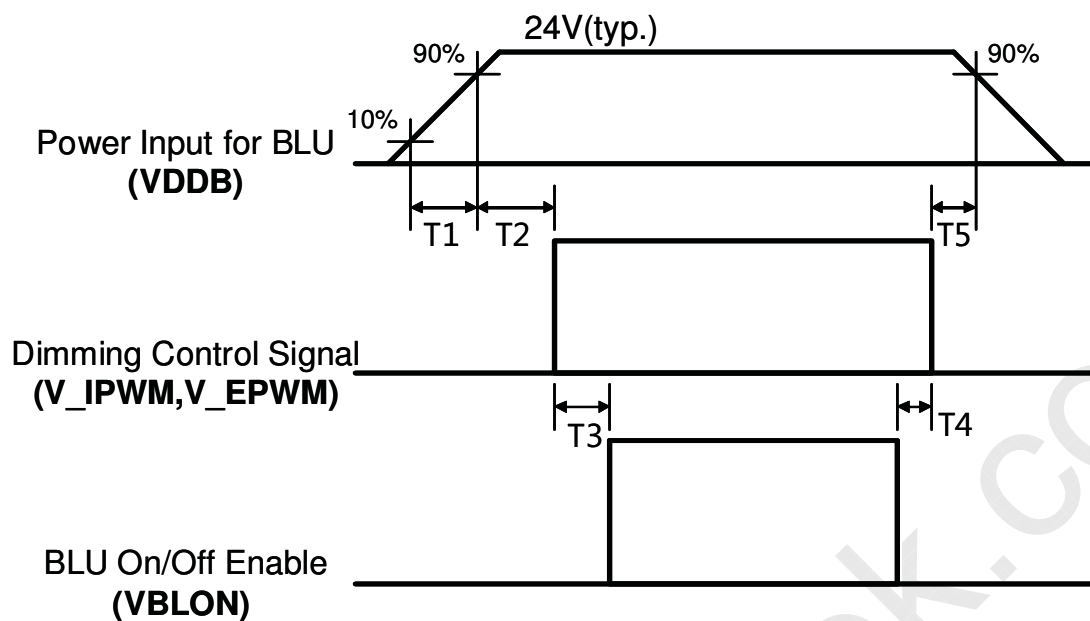 24V(typ.)
90%
90%
10%
Power Input for BLU
(VDDB)
T1
T2
T5
Dimming Control Signal
(V_IPWM,V_EPWM)
T3
T4
BLU On/Off Enable
(VBLON)